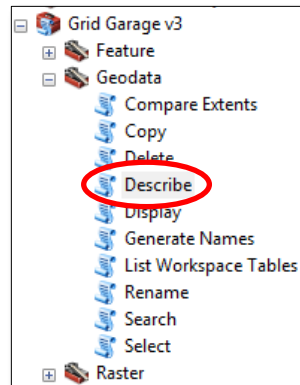 Grid Garage v3
Feature
Geodata
Compare Extents
Copy
Delete
Describe
Display
Generate Names
List Workspace Tables
Rename
Search
Select
Raster